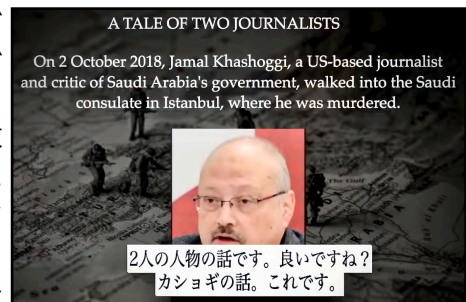 A TALE OF TWO JOURNALISTS
On 2 October 2018, Jamal Khashoggi, a US-based journalist
and critic of Saudi Arabia's government, walked into the Saudi
consulate in Istanbul, where he was murdered.
The Gulf
2人の人物の話です。良いですね?
カショギの話。これです。